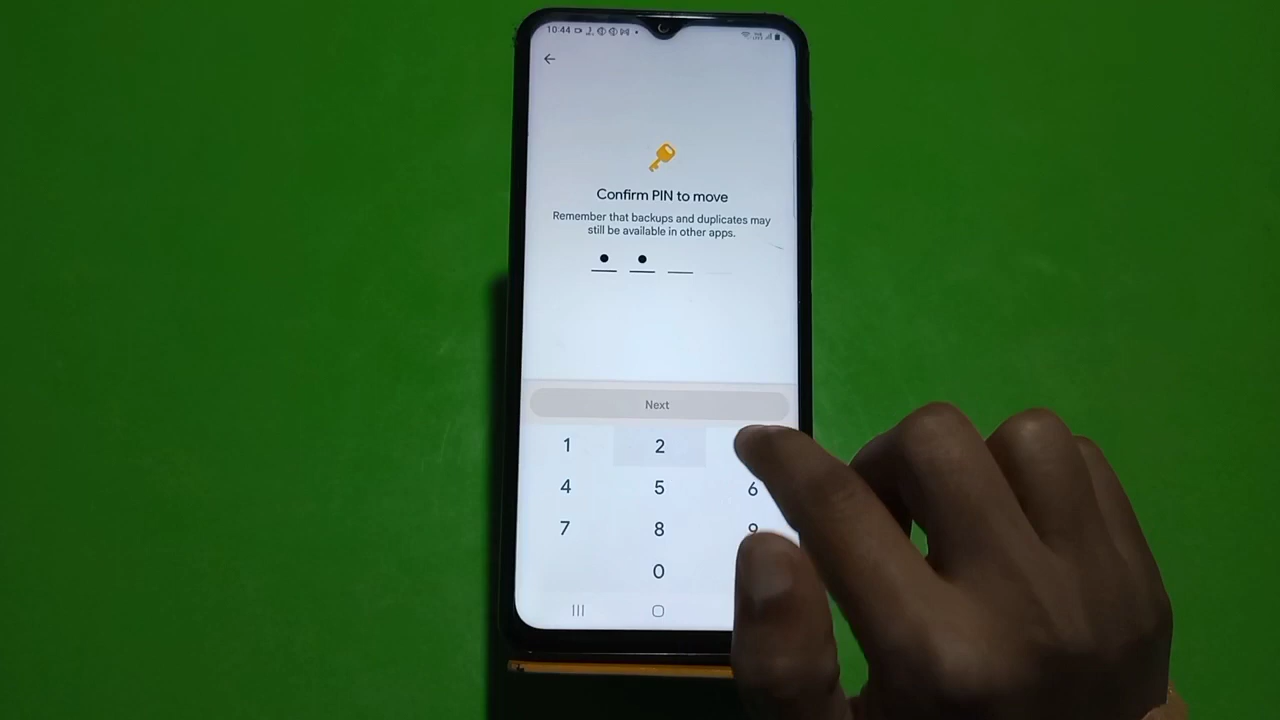 10:44
Confirm PIN to move
Remember that backups and duplicates may
still be available in other apps.
Next
1 2
4 5 6
7 8 9
0